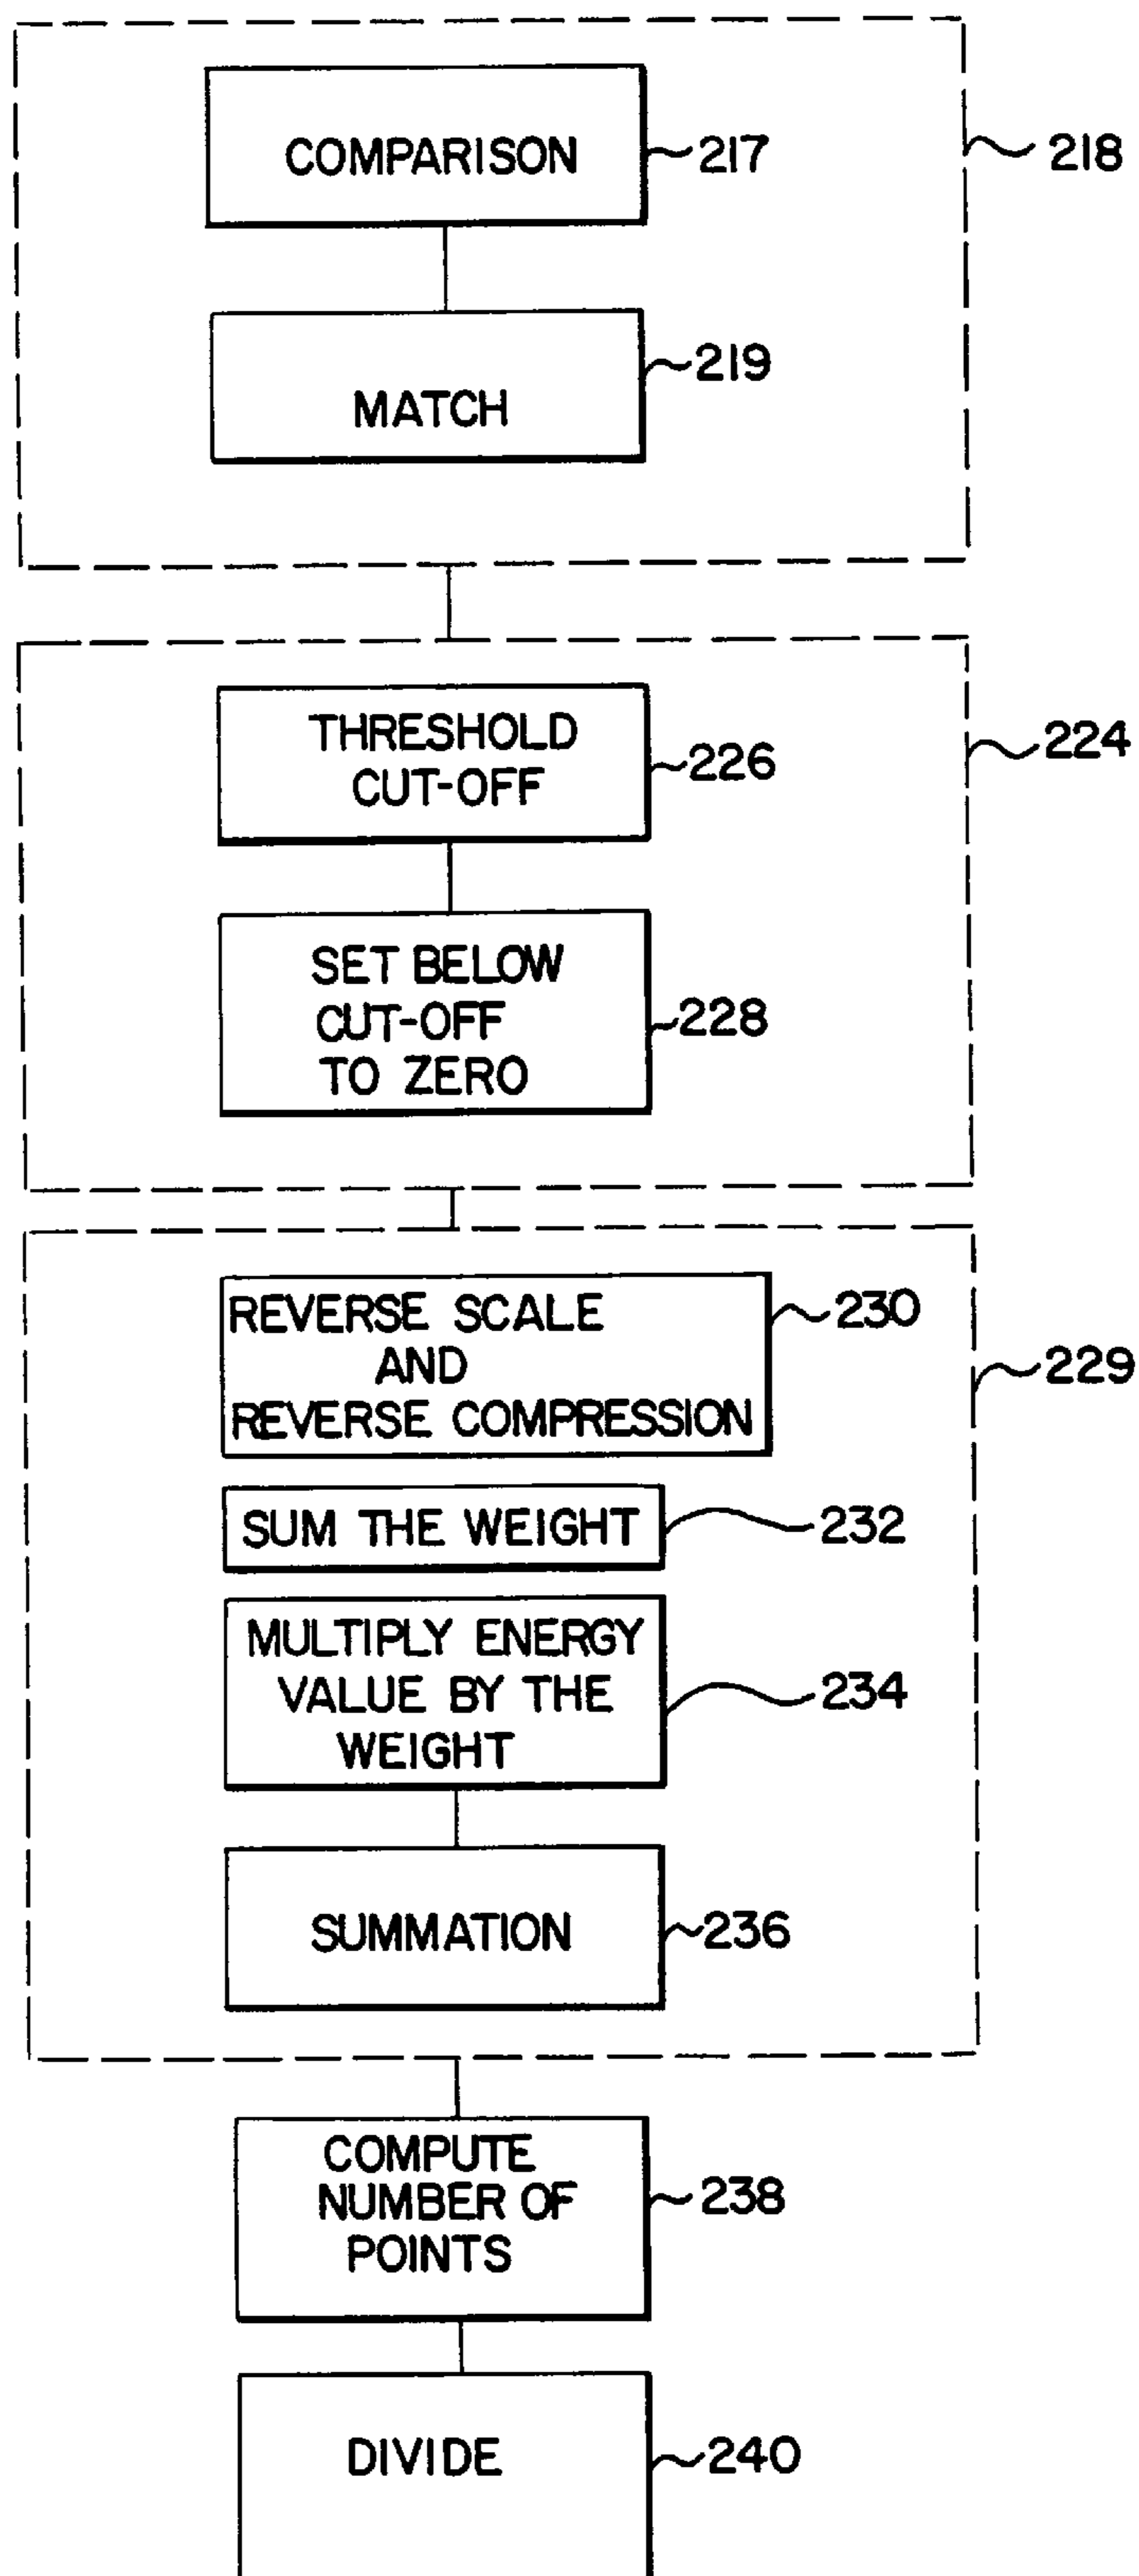 COMPARISON
217
218
MATCH
219
THRESHOLD
CUT-OFF
226
224
SET BELOW
CUT-OFF
TO ZERO
228
REVERSE SCALE
AND
REVERSE COMPRESSION
230
229
SUM THE WEIGHT
232
MULTIPLY ENERGY
VALUE BY THE
WEIGHT
234
SUMMATION
236
COMPUTE
NUMBER OF
POINTS
238
DIVIDE
240